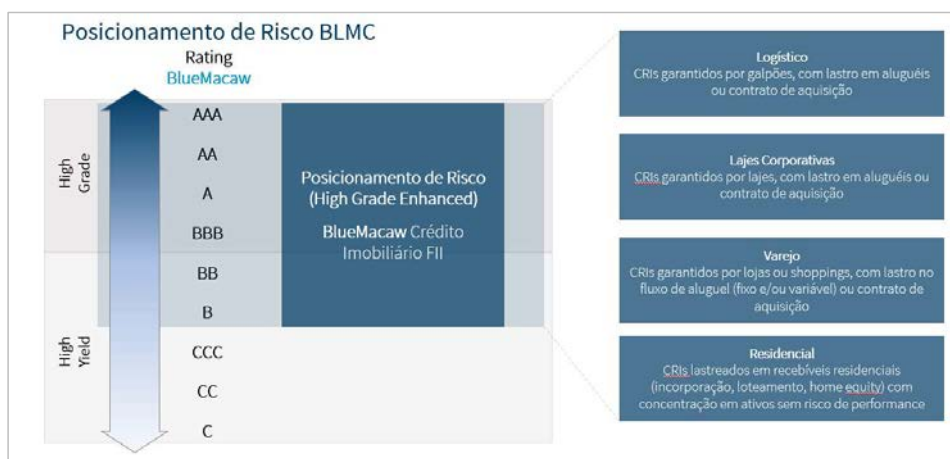 Posicionamento de Risco BLMC
Rating
BlueMacaw
High
Grade
High
Yield
AAA
AA
A
BBB
BB
B
CCC
CC
C
Posicionamento de Risco
(High Grade Enhanced)
BlueMacaw Crédito
Imobiliário FII
Logístico
CRIs garantidos por galpões, com lastro em aluguéis
ou contrato de aquisição
Lajes Corporativas
CRIs garantidos por lajes, com lastro em aluguéis ou
contrato de aquisição
Varejo
CRIs garantidos por lojas ou shoppings, com lastro no
fluxo de aluguel (fixo e/ou variável) ou contrato de
aquisição
Residencial
CRIs lastreados em recebíveis residenciais
(incorporação, loteamento, home equity) com
concentração em ativos sem risco de performance